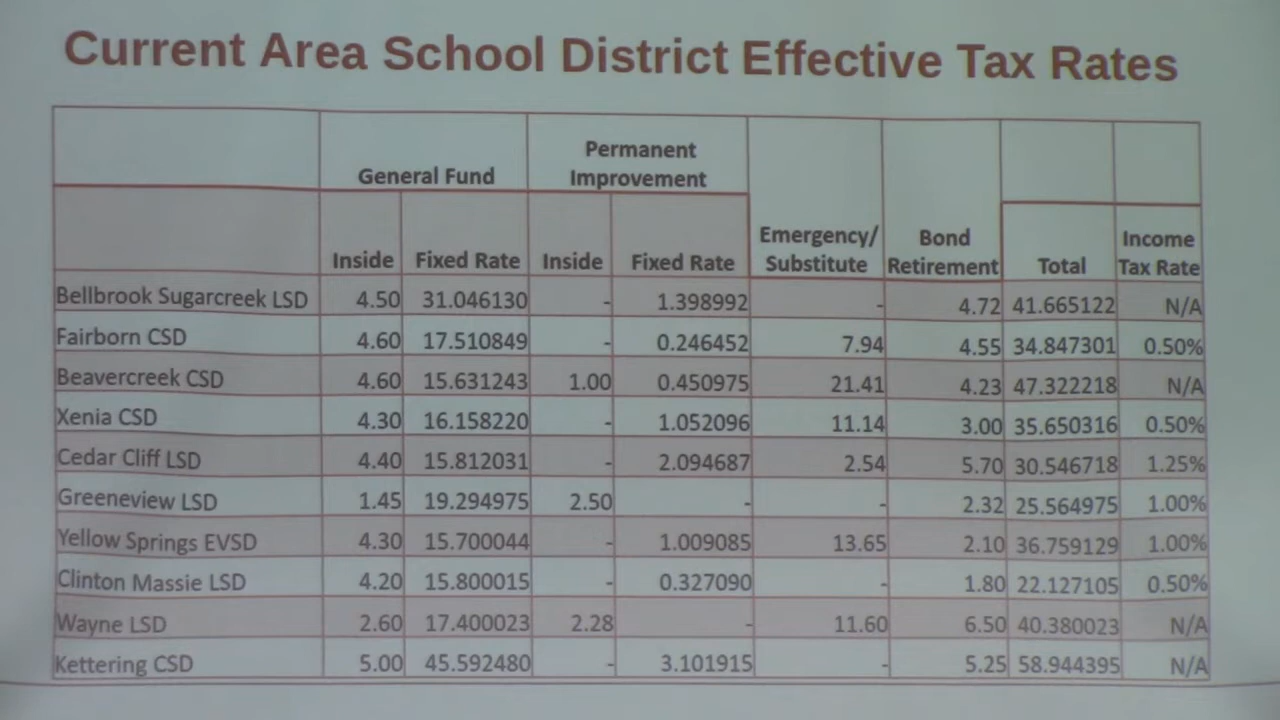 Current Area School District Effective Tax Rates
General Fund Permanent Improvement
Inside Fixed Rate Inside Fixed Rate Emergency/ Substitute Bond Retirement Total Income Tax Rate
Bellbrook Sugarcreek LSD 4.50 31.046130 - 1.398992 - 4.72 41.665122 N/A
Fairborn CSD 4.60 17.510849 - 0.246452 7.94 4.55 34.847301 0.50%
Beavercreek CSD 4.60 15.631243 1.00 0.450975 21.41 4.23 47.322218 N/A
Xenia CSD 4.30 16.158220 - 1.052096 11.14 3.00 35.650316 0.50%
Cedar Cliff LSD 4.40 15.812031 - 2.094687 2.54 5.70 30.546718 1.25%
Greeneview LSD 1.45 19.294975 2.50 - - 2.32 25.564975 1.00%
Yellow Springs EVSD 4.30 15.700044 - 1.009085 13.65 2.10 36.759129 1.00%
Clinton Massie LSD 4.20 15.800015 - 0.327090 - 1.80 22.127105 0.50%
Wayne LSD 2.60 17.400023 2.28 - 11.60 6.50 40.380023 N/A
Kettering CSD 5.00 45.592480 - 3.101915 - 5.25 58.944395 N/A